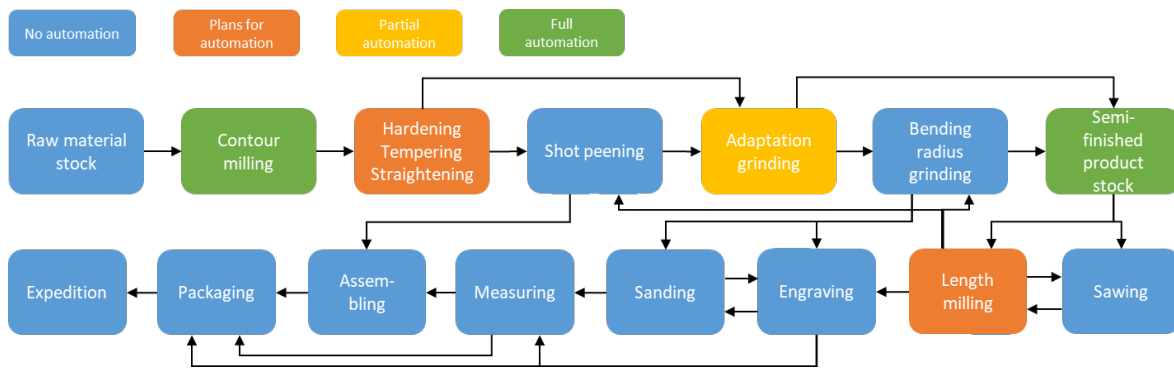 No automation
Plans for
automation
Partial
automation
Full
automation
Raw material
stock
Contour
milling
Hardening
Tempering
Straightening
Shot peening
Adaptation
grinding
Bending
radius
grinding
Semi-
finished
product
stock
Expedition
Packaging
Assem-
bling
Measuring
Sanding
Engraving
Length
milling
Sawing